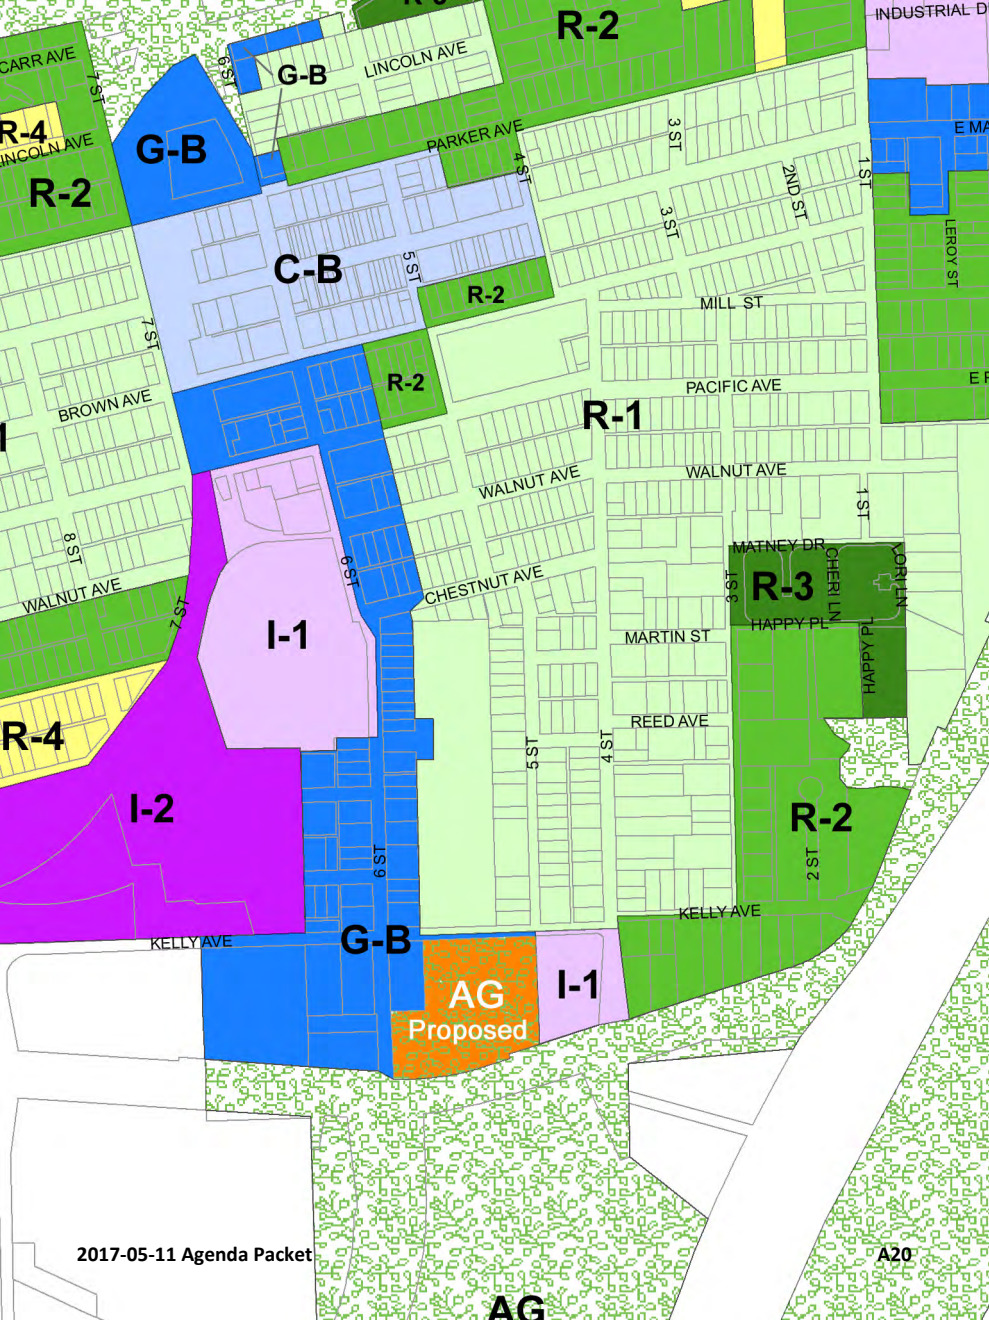 R-2
INDUSTRIAL D
CARR AVE
7 ST
6 ST
G-B
LINCOLN AVE
R-4
LINCOLN AVE
G-B
PARKER AVE
3 ST
E MA
R-2
4 ST
2ND ST
1 ST
3 ST
LEROY ST
C-B
5 ST
R-2
MILL ST
7 ST
R-2
PACIFIC AVE
E F
BROWN AVE
R-1
1
WALNUT AVE
WALNUT AVE
1 ST
8 ST
MATNEY DR
6 ST
CHESTNUT AVE
3 ST
R-3
CHERI LN
LORI LN
WALNUT AVE
7 ST
HAPPY PL
I-1
MARTIN ST
HAPPY PL
R-4
REED AVE
5 ST
4 ST
I-2
R-2
6 ST
2 ST
KELLY AVE
KELLY AVE
G-B
AG
Proposed
I-1
2017-05-11 Agenda Packet
A20
AG